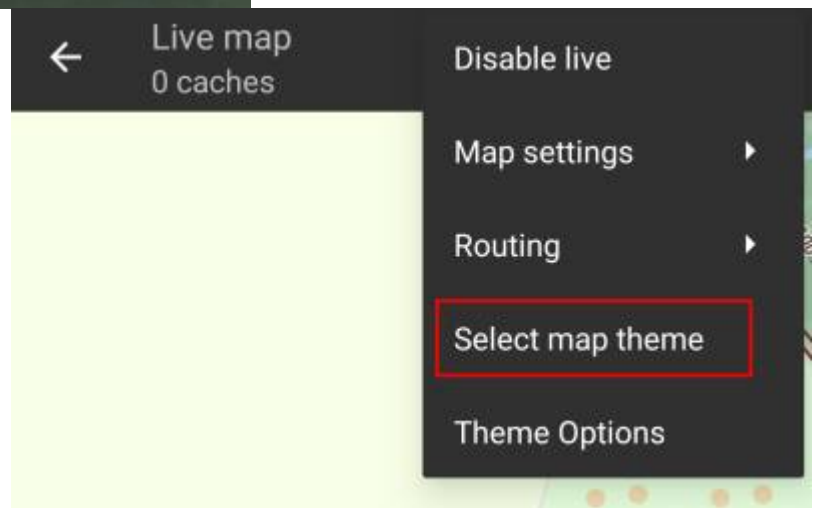 Live map
0 caches
Disable live
Map settings
Routing
Select map theme
Theme Options